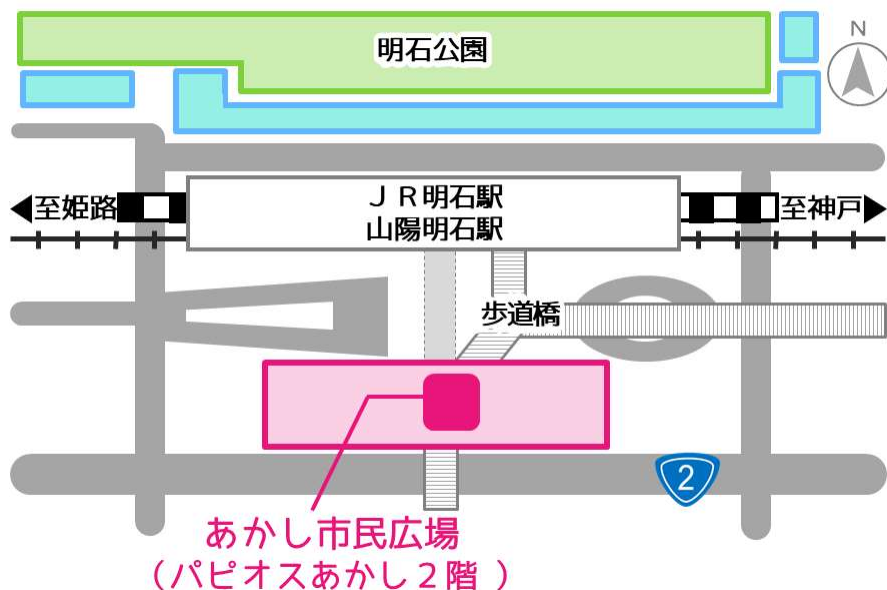 明石公園
N
ＪＲ明石駅
山陽明石駅
至姫路
至神戸
歩道橋
2
あかし市民広場
（パピオスあかし２階 ）